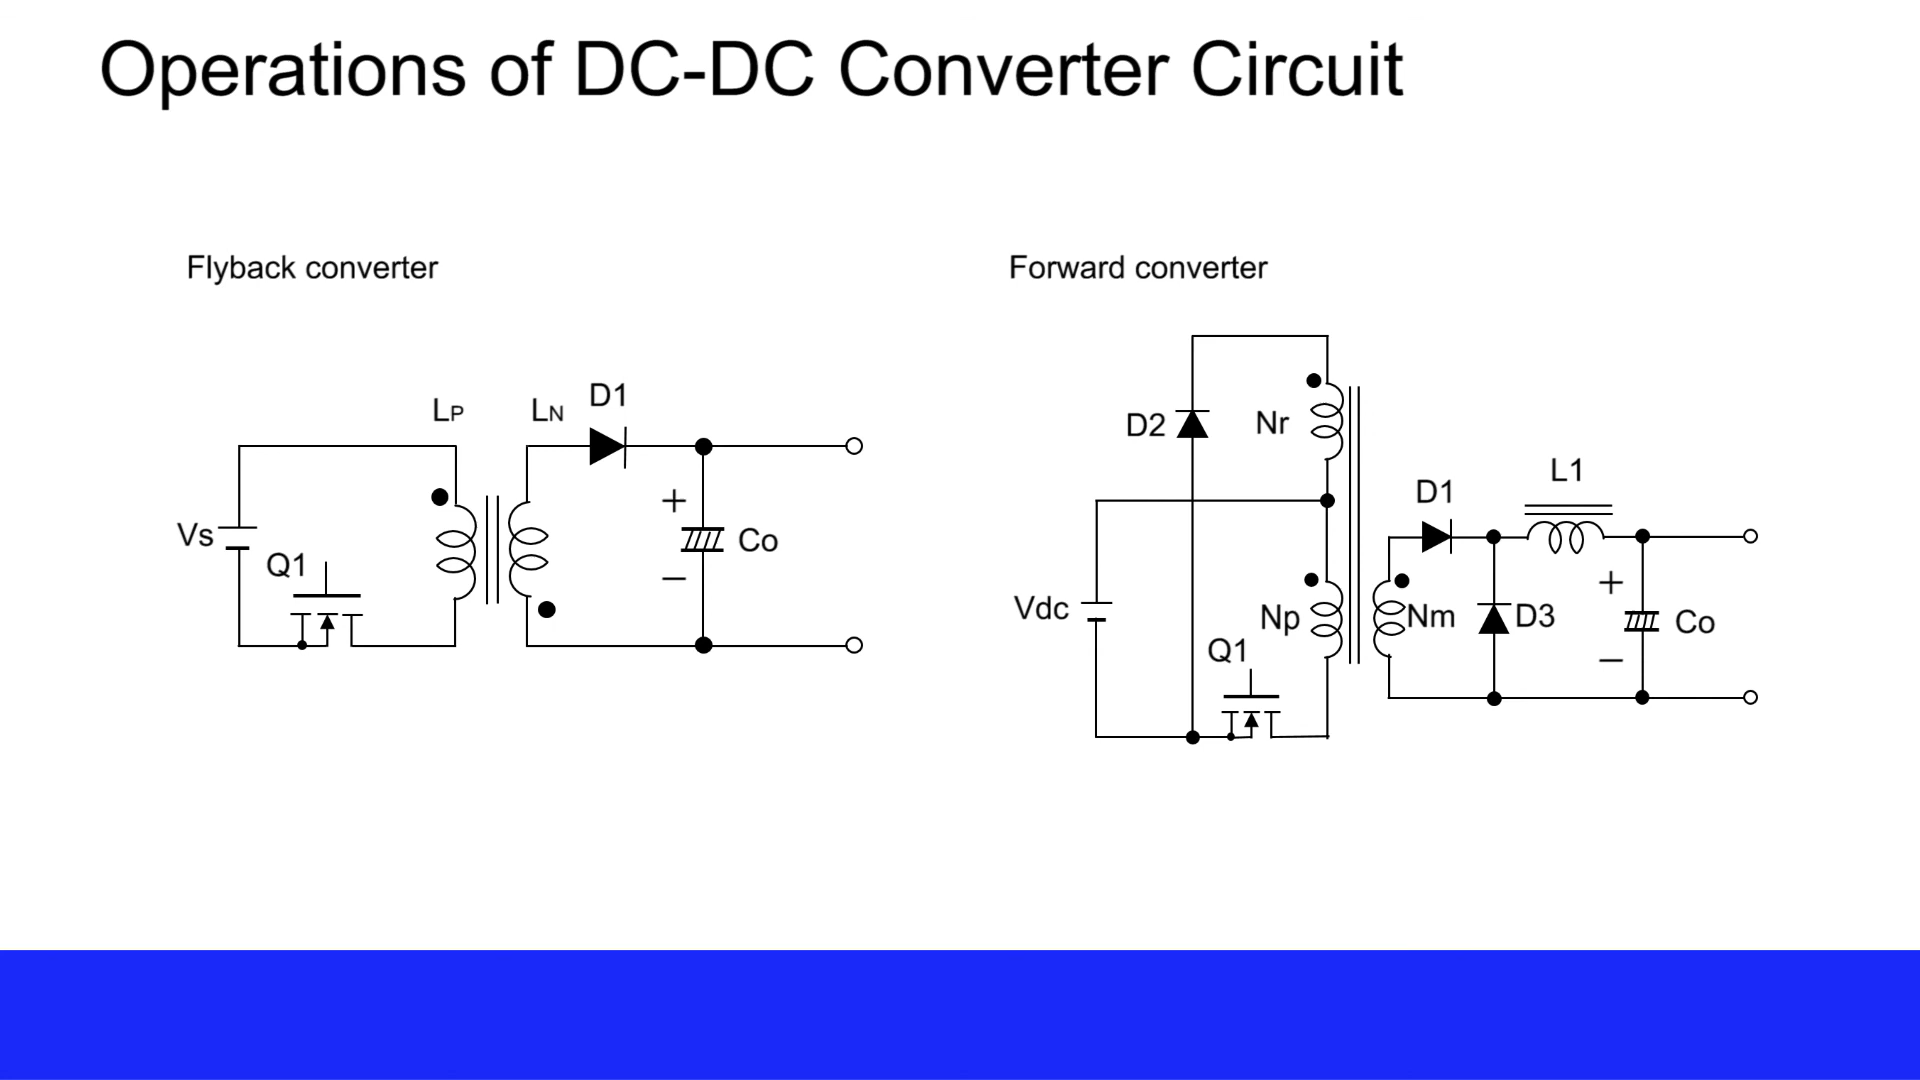 Operations of DC-DC Converter Circuit
Flyback converter
Forward converter
LP
LN
D1
Vs
Q1
+
Co
−
D2
Nr
D1
L1
Vdc
Np
Nm
D3
+
Co
−
Q1